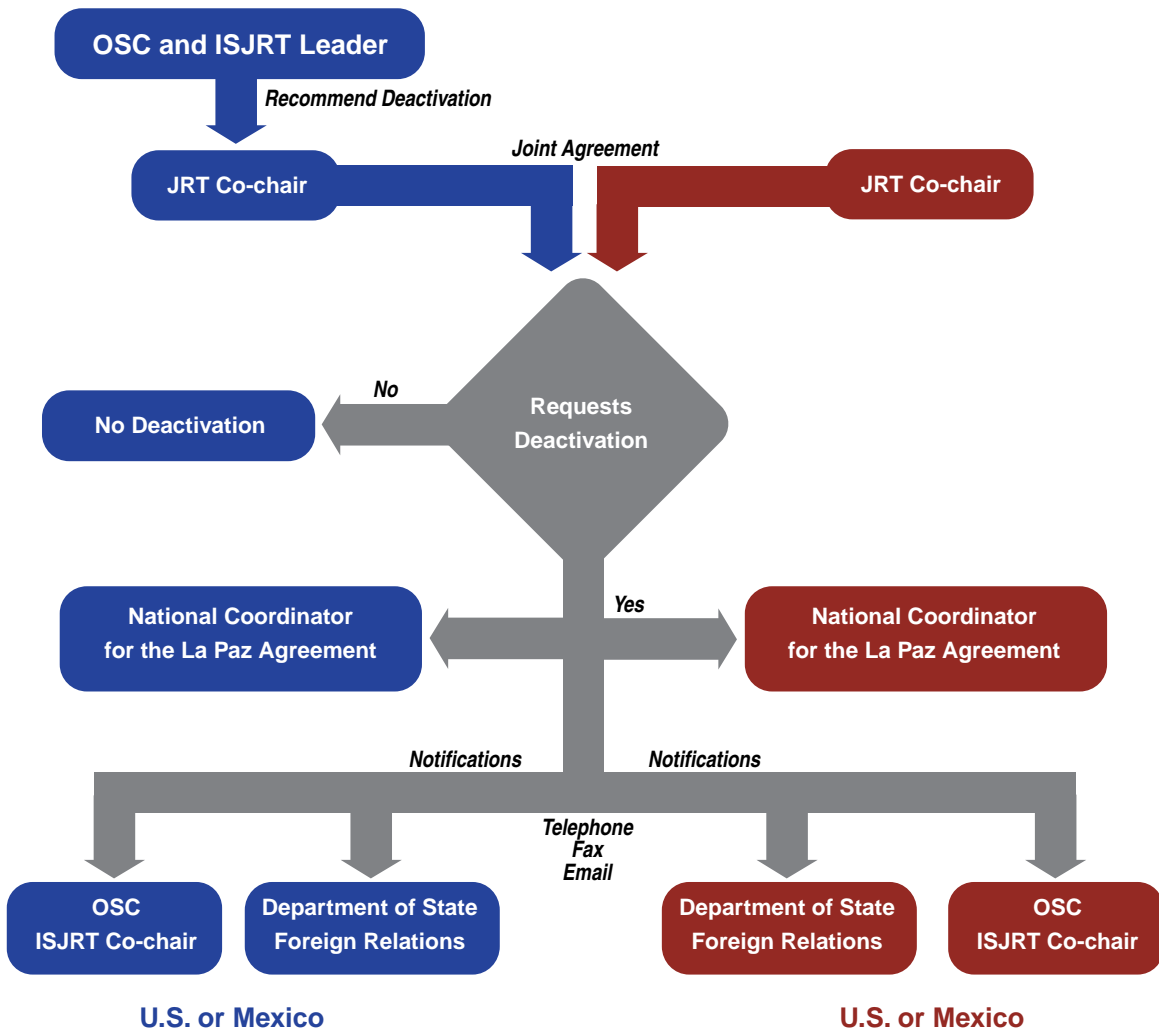 OSC and ISJRT Leader
Recommend Deactivation
Joint Agreement
JRT Co-chair
JRT Co-chair
No
Requests
Deactivation
No Deactivation
Yes
National Coordinator
for the La Paz Agreement
National Coordinator
for the La Paz Agreement
Notifications
Notifications
Telephone
Fax
Email
OSC
ISJRT Co-chair
Department of State
Foreign Relations
Department of State
Foreign Relations
OSC
ISJRT Co-chair
U.S. or Mexico
U.S. or Mexico